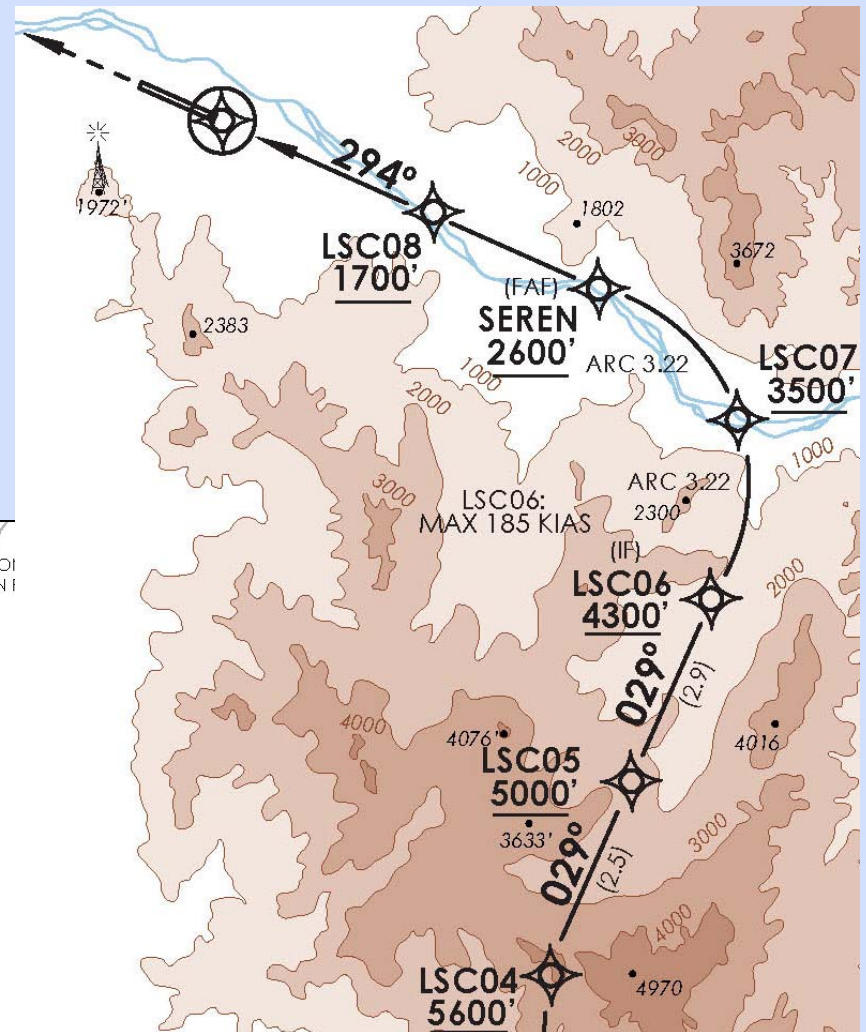 1000
2000
3000
294°
1972'
1802
LSC08
1700'
3672
(FAF)
SEREN
2600'
ARC 3.22
2383
LSC07
3500'
1000
2000
3000
1000
ARC 3.22
2300
LSC06:
MAX 185 KIAS
(IF)
LSC06
4300'
2000
029°
(2.9)
4000
4076'
4016
LSC05
5000'
3633'
3000
029°
(2.5)
4000
LSC04
5600'
4970